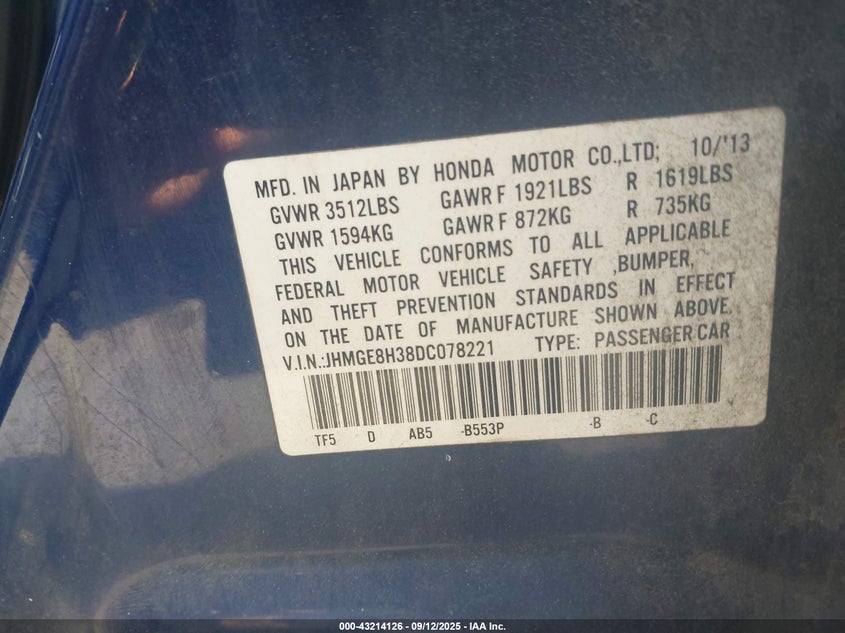 MFD. IN JAPAN BY HONDA MOTOR CO.,LTD; 10/'13
GVWR 3512LBS GAWR F 1921LBS R 1619LBS
GVWR 1594KG GAWR F 872KG R 735KG
THIS VEHICLE CONFORMS TO ALL APPLICABLE
FEDERAL MOTOR VEHICLE SAFETY ,BUMPER,
AND THEFT PREVENTION STANDARDS IN EFFECT
ON THE DATE OF MANUFACTURE SHOWN ABOVE.
V.I.N.:JHMGE8H38DC078221 TYPE: PASSENGER CAR
TF5 D AB5 -B553P -B -C
000-43214126 - 09/12/2025 - IAA Inc.